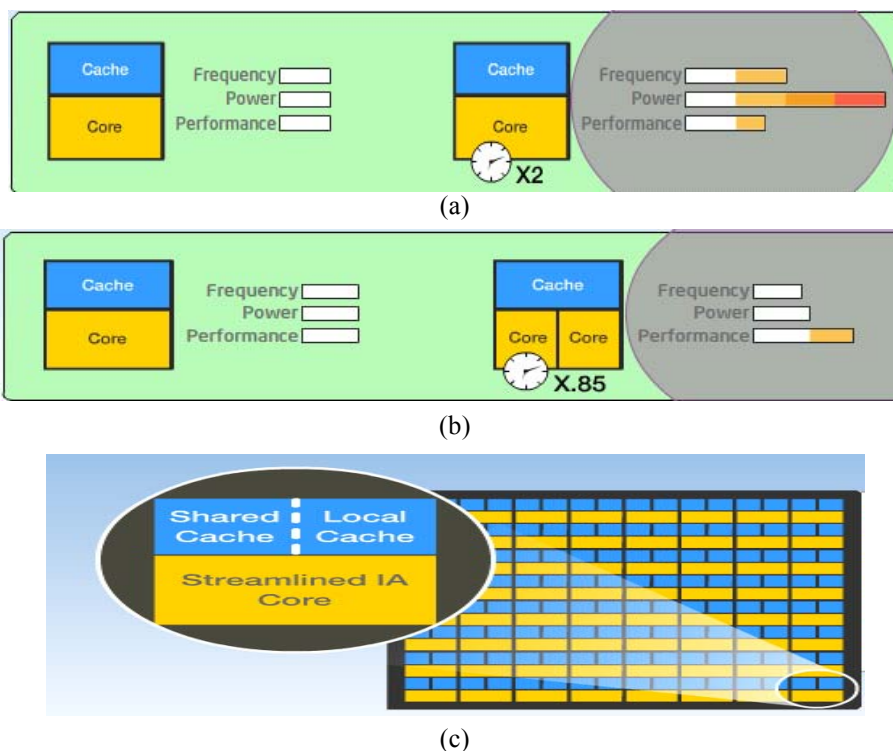 Cache
Core
Frequency
Power
Performance
Cache
Core
X2
Frequency
Power
Performance
(a)
Cache
Core
Frequency
Power
Performance
Cache
Core Core
X.85
Frequency
Power
Performance
(b)
Shared Local
Cache Cache
Streamlined IA
Core
(c)